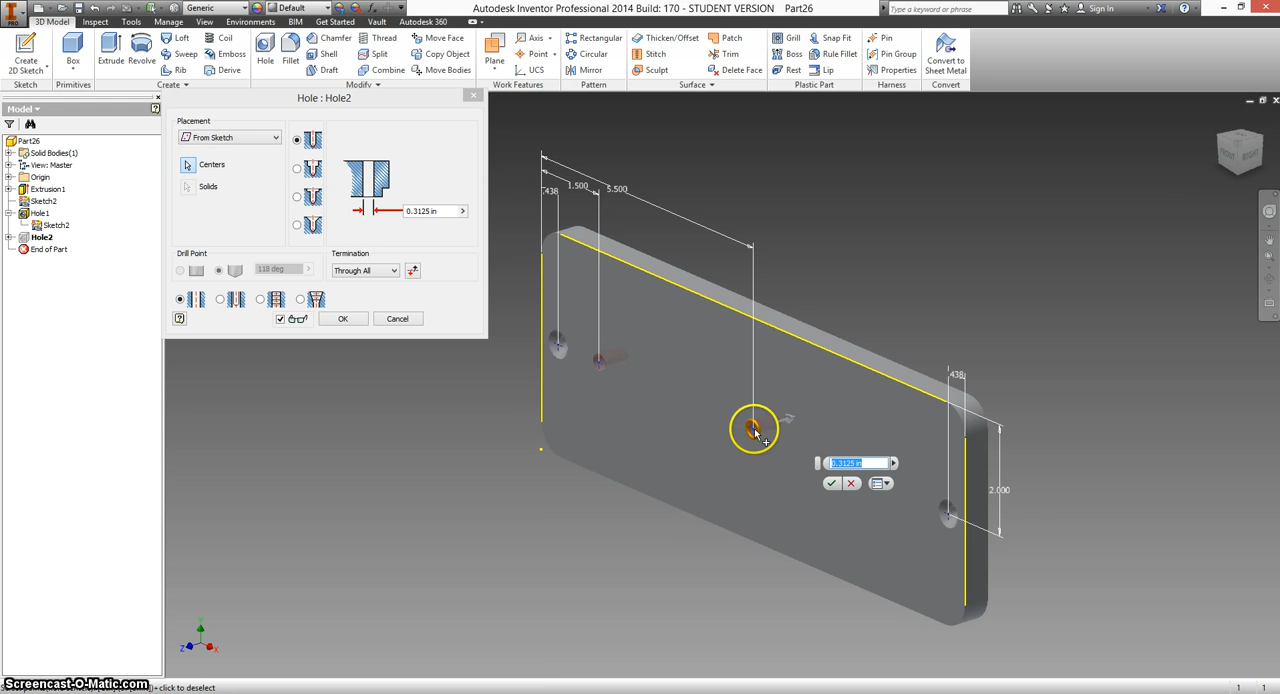 Generic
Default
Autodesk Inventor Professional 2014 Build: 170 - STUDENT VERSION Part26
Type a keyword or phrase
Sign In
PRO
3D Model
Inspect
Tools
Manage
View
Environments
BIM
Get Started
Vault
Autodesk 360
Create
2D Sketch
Box
Extrude
Revolve
Loft
Sweep
Rib
Coil
Emboss
Derive
Hole
Fillet
Chamfer
Shell
Draft
Thread
Split
Combine
Move Face
Copy Object
Move Bodies
Plane
Axis
Point
UCS
Rectangular
Circular
Mirror
Thicken/Offset
Stitch
Sculpt
Patch
Trim
Delete Face
Grill
Boss
Rest
Snap Fit
Rule Fillet
Lip
Pin
Pin Group
Properties
Convert to
Sheet Metal
Sketch
Primitives
Create
Modify
Work Features
Pattern
Surface
Plastic Part
Harness
Convert
Model
Part26
Solid Bodies(1)
View: Master
Origin
Extrusion1
Sketch2
Hole1
Sketch2
Hole2
End of Part
Hole : Hole2
Placement
From Sketch
Centers
Solids
0.3125 in
Drill Point
118 deg
Termination
Through All
OK
Cancel
.438
1.500
5.500
.438
2.000
0.3125 in
FRONT
RIGHT
Y
Z
X
Screencast-O-Matic.com
+ click to deselect
1
1